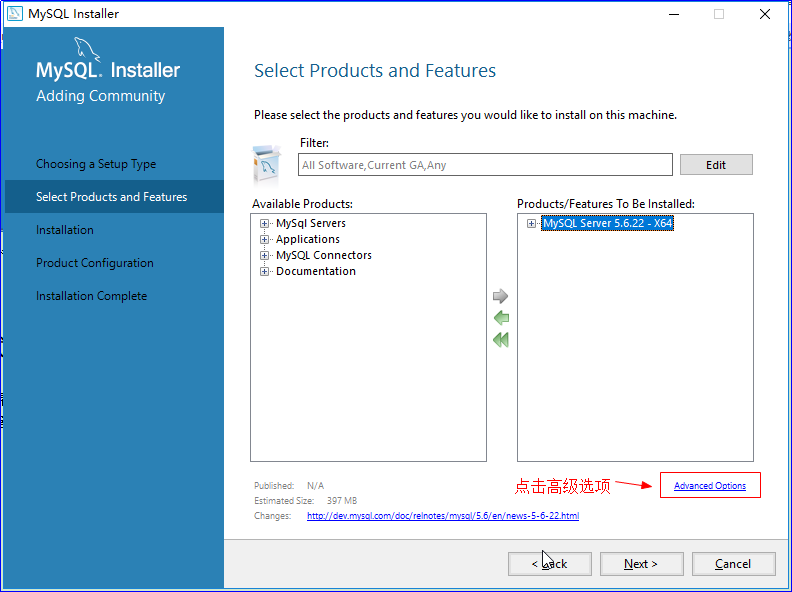 MySQL Installer
MySQL. Installer
Adding Community
Choosing a Setup Type
Select Products and Features
Installation
Product Configuration
Installation Complete
Select Products and Features
Please select the products and features you would like to install on this machine.
Filter:
All Software,Current GA,Any
Edit
Available Products:
MySql Servers
Applications
MySQL Connectors
Documentation
Products/Features To Be Installed:
MySQL Server 5.6.22 - X64
Published: N/A
Estimated Size: 397 MB
Changes: http://dev.mysql.com/doc/relnotes/mysql/5.6/en/news-5-6-22.html
点击高级选项
Advanced Options
< Back
Next >
Cancel